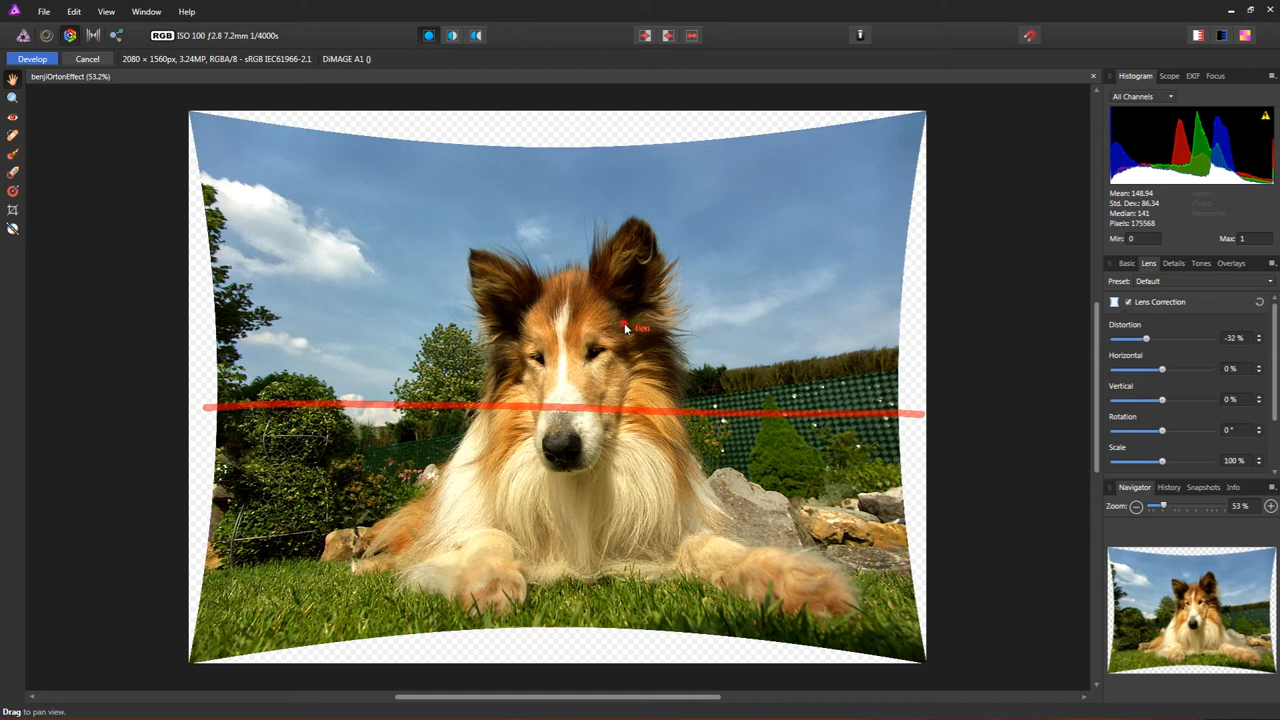 File Edit View Window Help
RGB ISO 100 ƒ/2.8 7.2mm 1/4000s
Develop Cancel 2080 × 1560px, 3.24MP, RGBA/8 - sRGB IEC61966-2.1 DiMAGE A1 ()
benjiOrtonEffect (53.2%)
Histogram Scope EXIF Focus
All Channels
Mean: 148.94
Std. Dev.: 86.34
Median: 141
Pixels: 175568
Min: 0 Max: 1
Basic Lens Details Tones Overlays
Preset: Default
Lens Correction
Distortion
-32 %
Horizontal
0 %
Vertical
0 %
Rotation
0 °
Scale
100 %
Navigator History Snapshots Info
Zoom: 53 %
Pen
Drag to pan view.